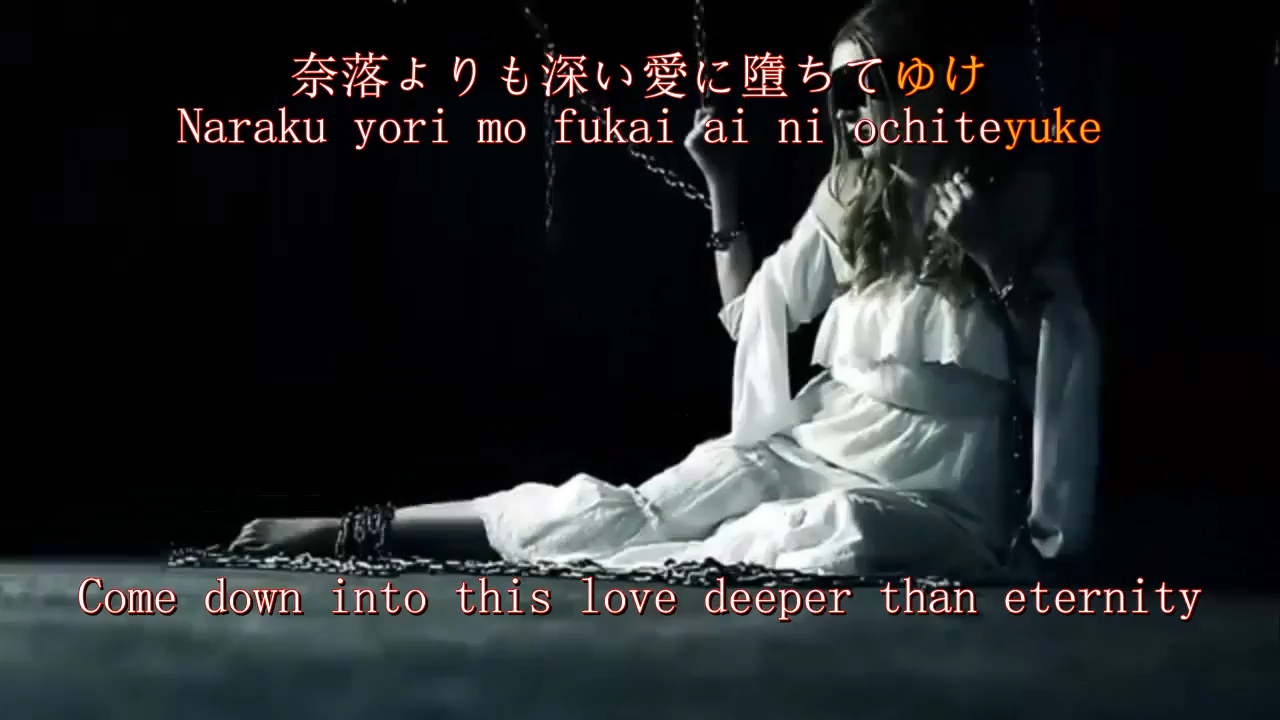 奈落よりも深い愛に墮ちてゆけ
Naraku yori mo fukai ai ni ochiteyuke
Come down into this love deeper than eternity